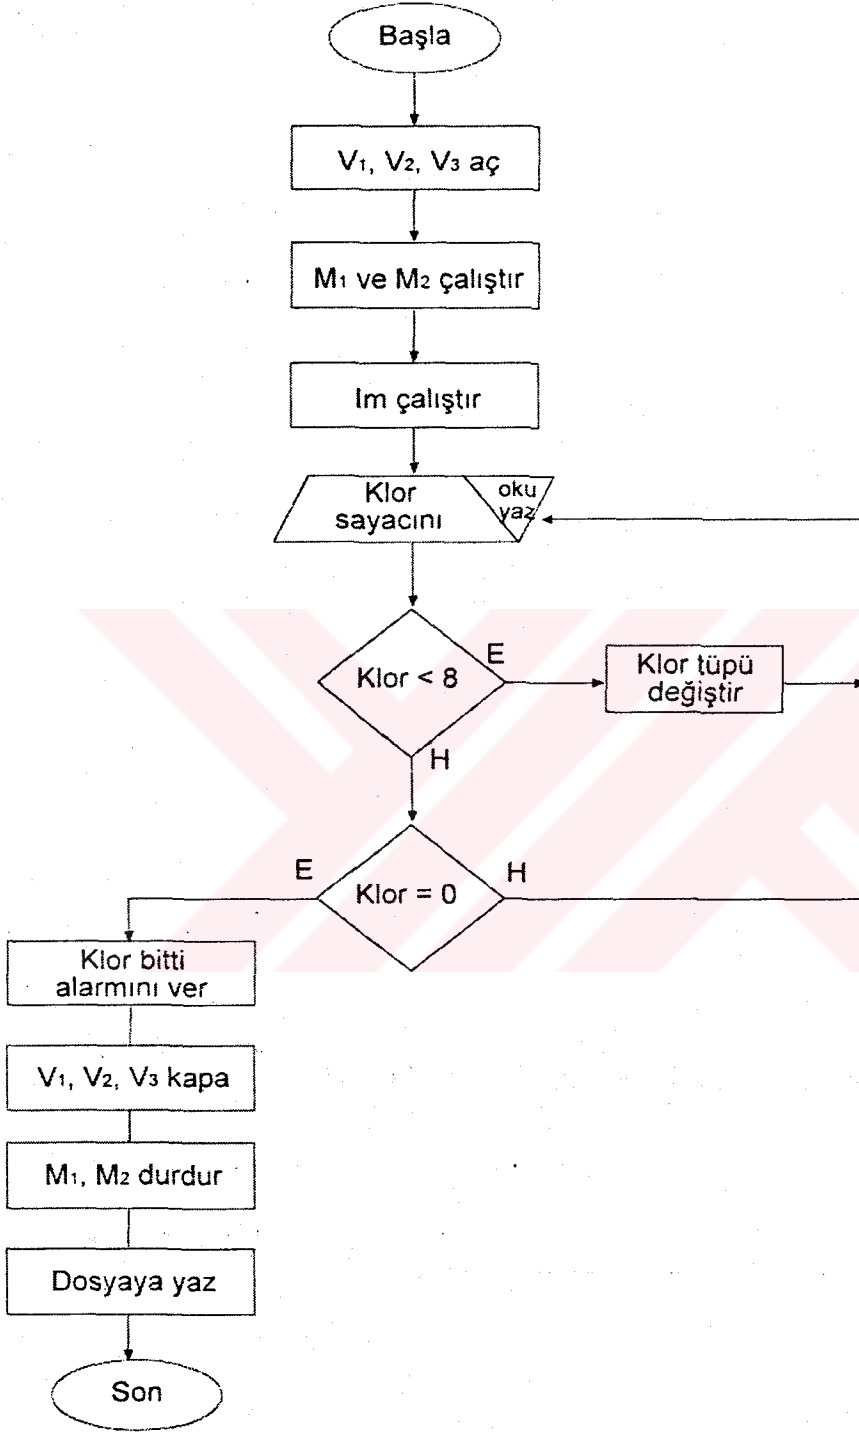 Başla
V1, V2, V3 aç
M1 ve M2 çalıştır
Im çalıştır
Klor
sayacını
oku
yaz
Klor < 8
E
Klor tüpü
değiştir
H
E
Klor = 0
H
Klor bitti
alarmını ver
V1, V2, V3 kapa
M1, M2 durdur
Dosyaya yaz
Son